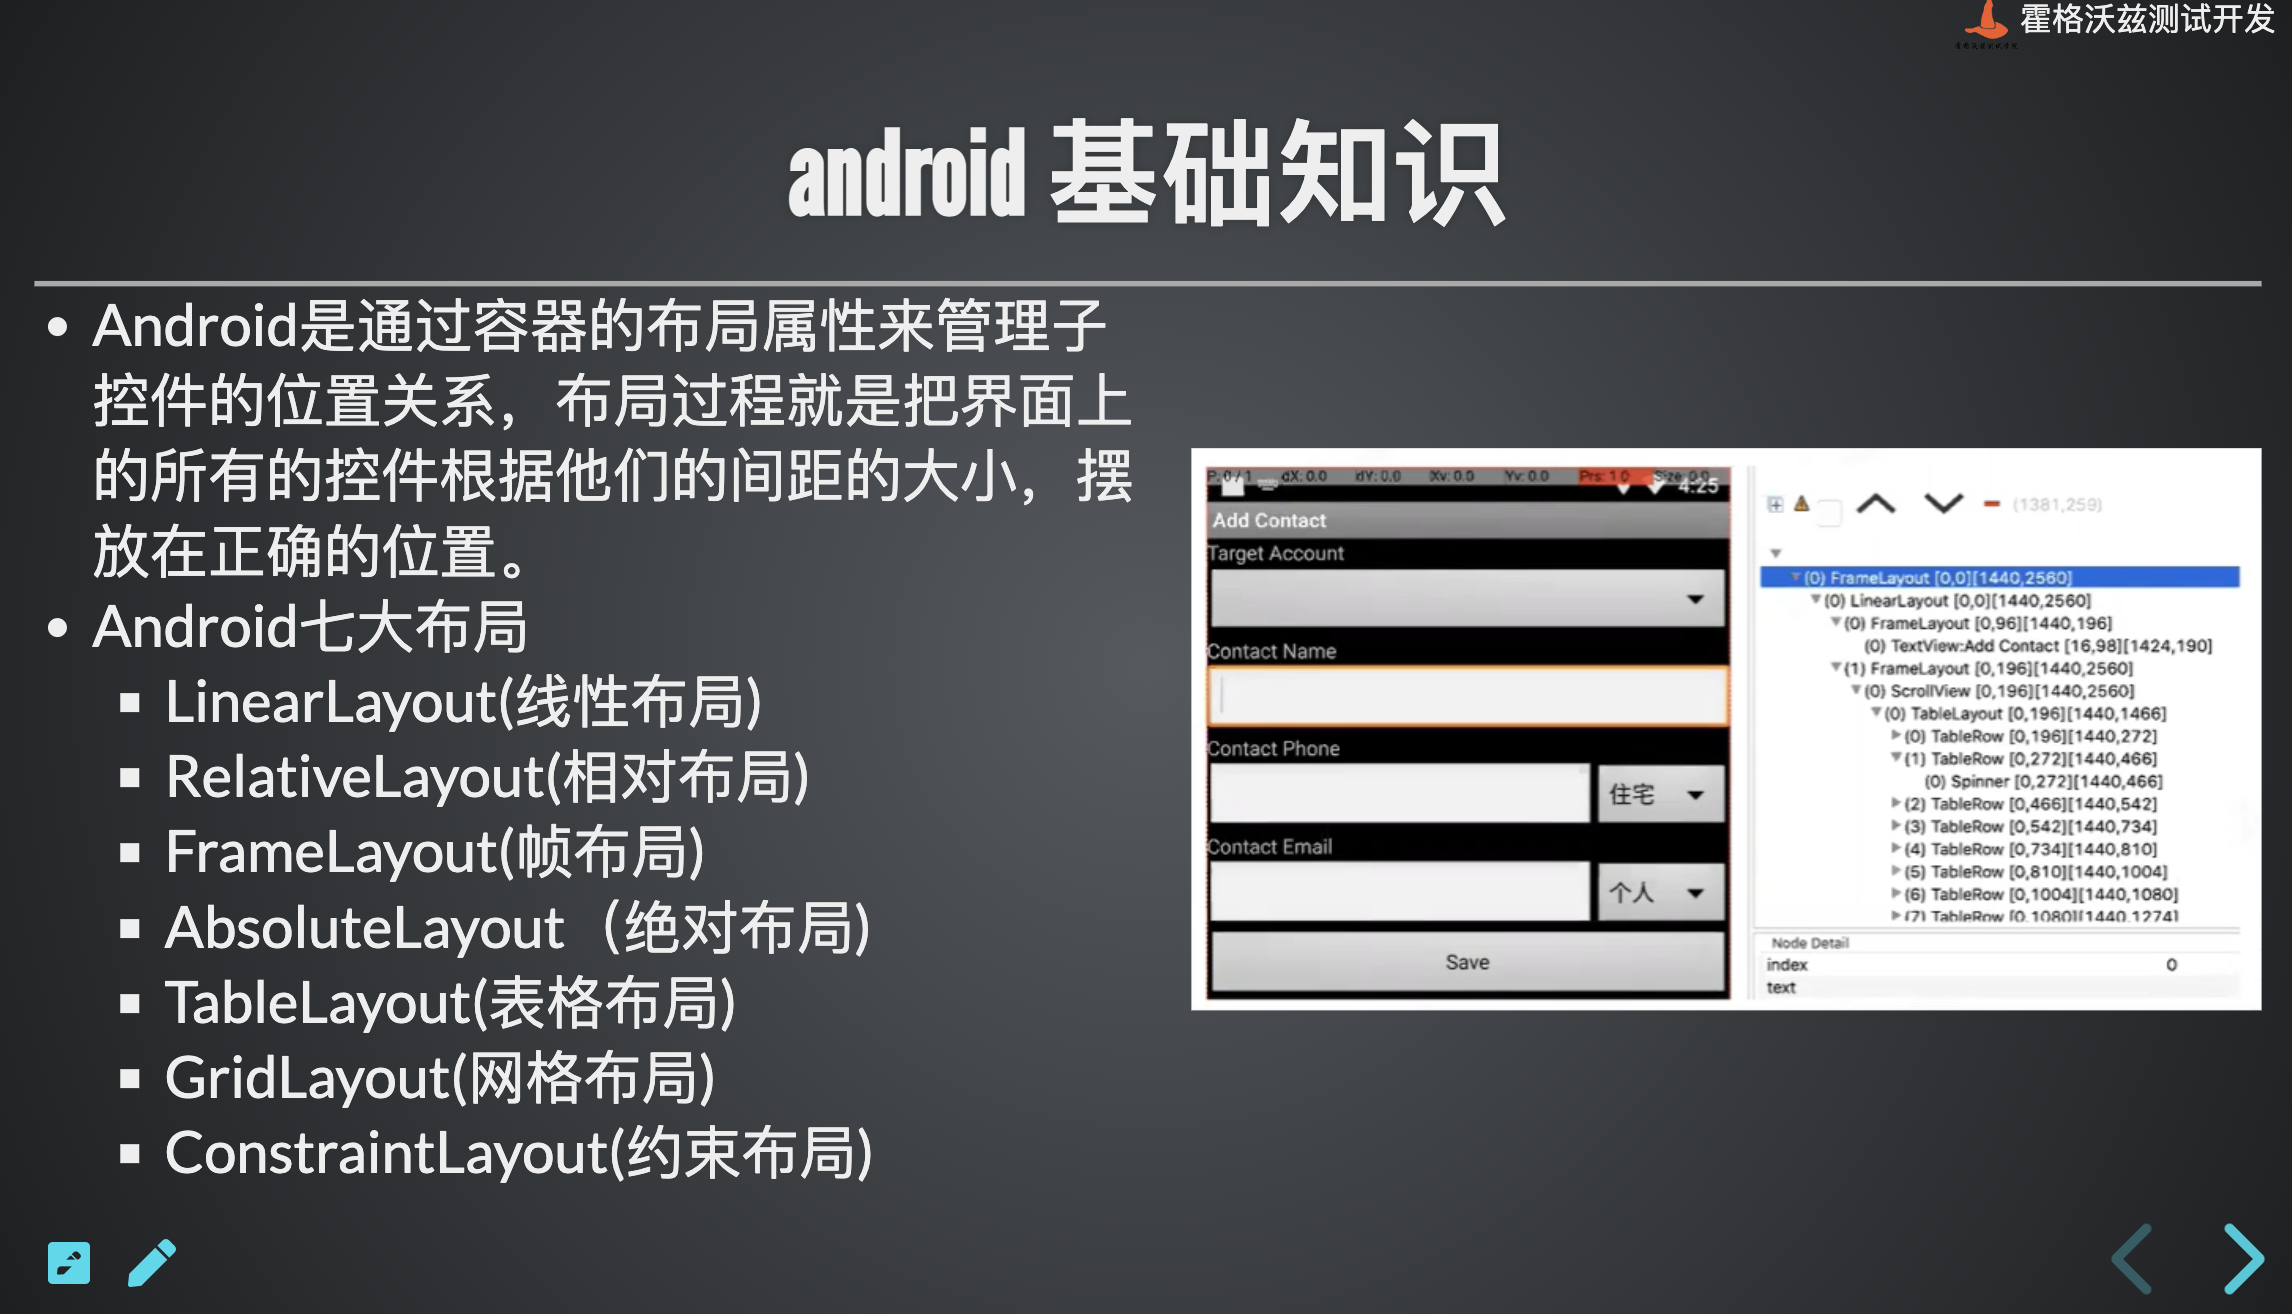 霍格沃兹测试开发
android 基础知识
Android是通过容器的布局属性来管理子
控件的位置关系，布局过程就是把界面上
的所有的控件根据他们的间距的大小，摆
放在正确的位置。
Android七大布局
LinearLayout(线性布局)
RelativeLayout(相对布局)
FrameLayout(帧布局)
AbsoluteLayout（绝对布局)
TableLayout(表格布局)
GridLayout(网格布局)
ConstraintLayout(约束布局)
P: 0 / 1 dX: 0.0 dY: 0.0 Xv: 0.0 Yv: 0.0 Prs: 1.0 Size: 0.0
4:25
Add Contact
Target Account
Contact Name
Contact Phone
住宅
Contact Email
个人
Save
(1381,259)
(0) FrameLayout [0,0][1440,2560]
(0) LinearLayout [0,0][1440,2560]
(0) FrameLayout [0,96][1440,196]
(0) TextView:Add Contact [16,98][1424,190]
(1) FrameLayout [0,196][1440,2560]
(0) ScrollView [0,196][1440,2560]
(0) TableLayout [0,196][1440,1466]
(0) TableRow [0,196][1440,272]
(1) TableRow [0,272][1440,466]
(0) Spinner [0,272][1440,466]
(2) TableRow [0,466][1440,542]
(3) TableRow [0,542][1440,734]
(4) TableRow [0,734][1440,810]
(5) TableRow [0,810][1440,1004]
(6) TableRow [0,1004][1440,1080]
(7) TableRow [0,1080][1440,1274]
Node Detail
index 0
text